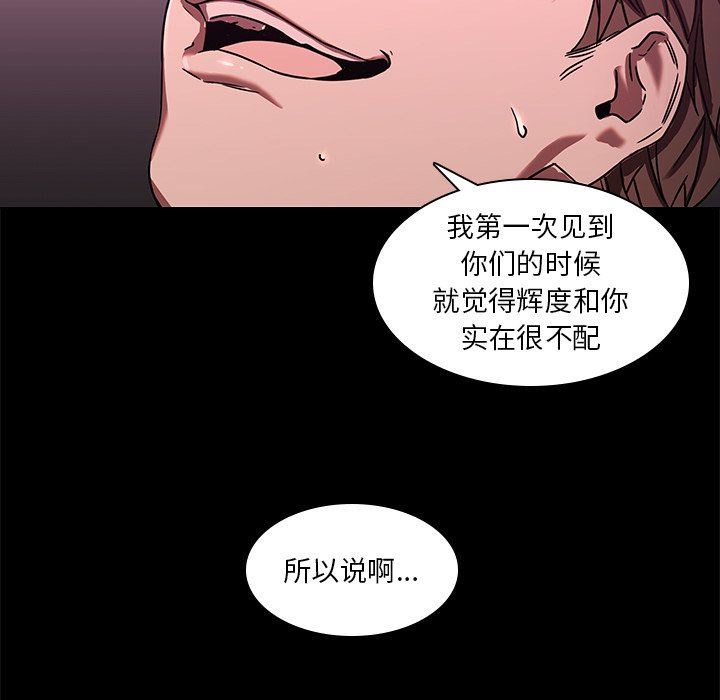 我第一次见到
你们的时候
就觉得辉度和你
实在很不配
所以说啊...